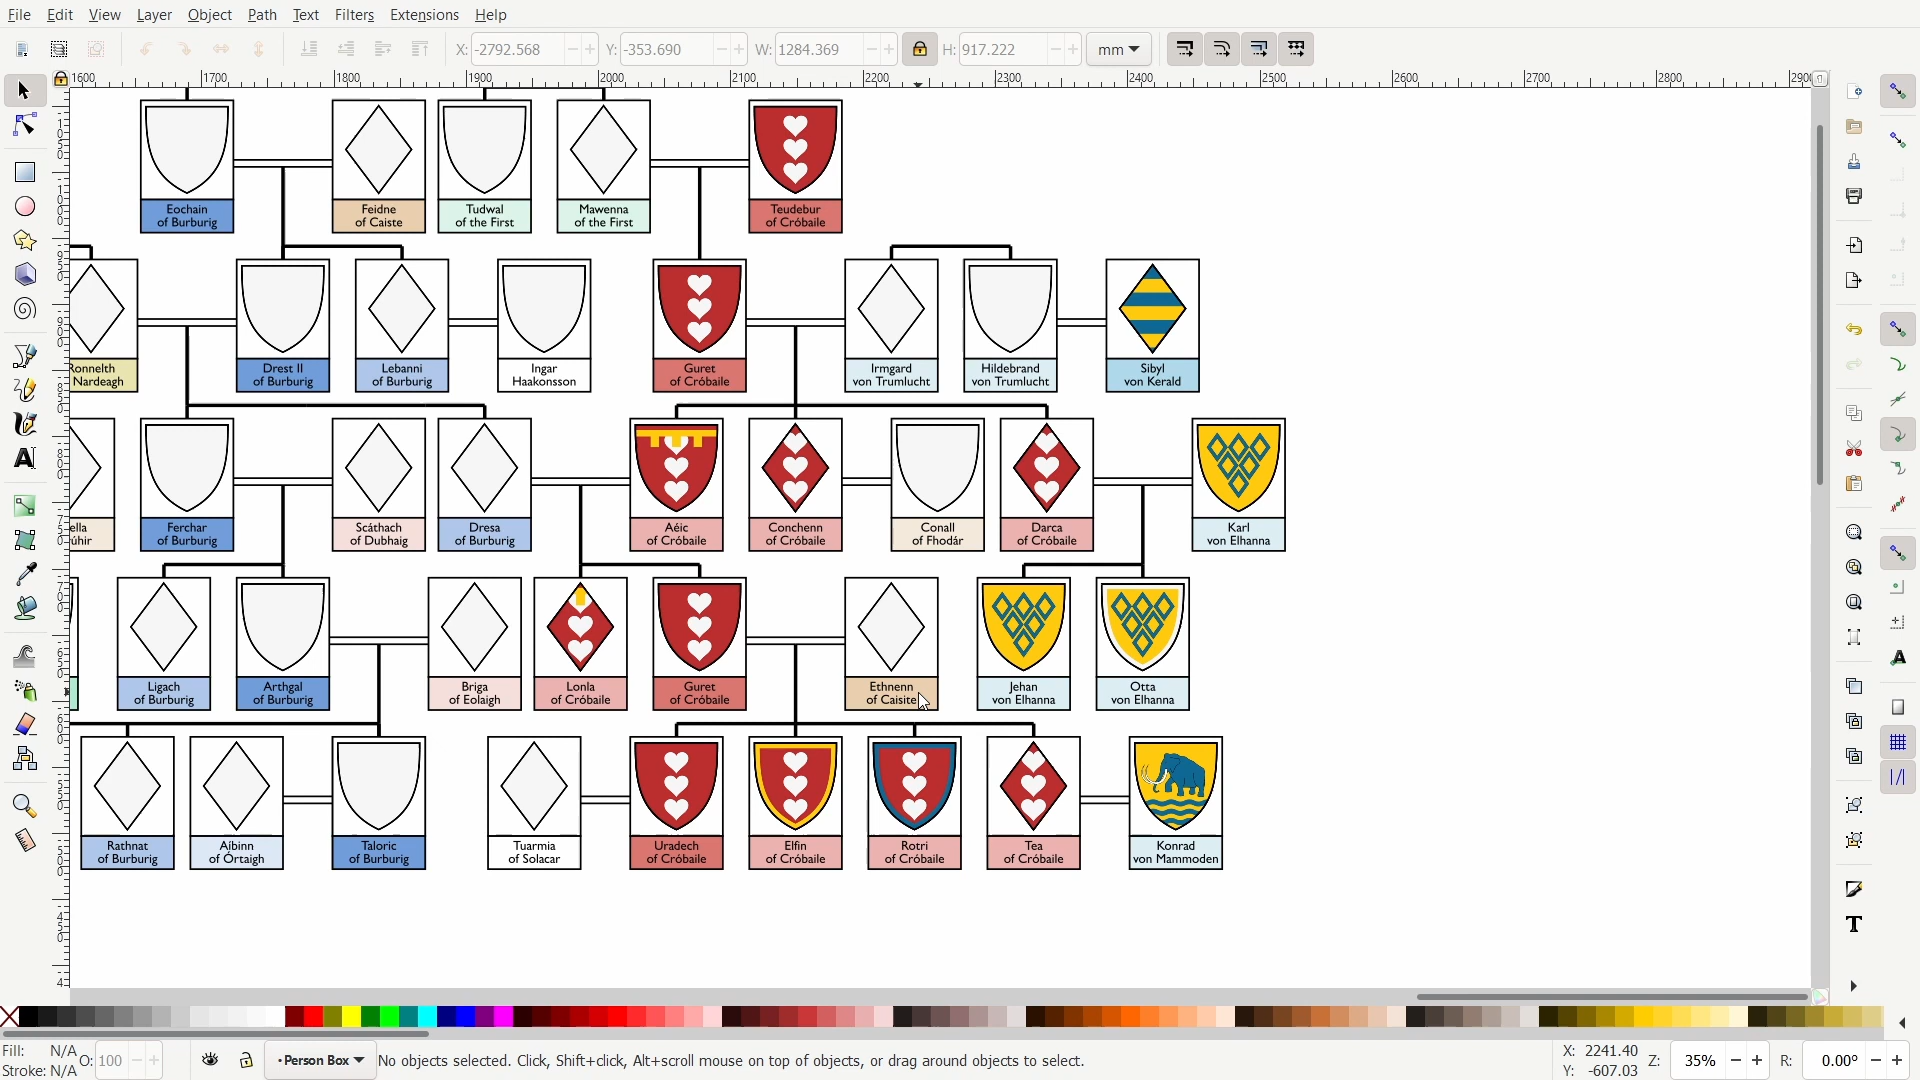 File Edit View Layer Object Path Text Filters Extensions Help
X: -2792.568 Y: -353.690 W: 1284.369 H: 917.222 mm
1600 1700 1800 1900 2000 2100 2200 2300 2400 2500 2600 2700 2800 2900
Eochain
of Burburig
Feidne
of Caiste
Tudwal
of the First
Mawenna
of the First
Teudebur
of Cróbaile
Ronnelth
Nardeagh
Drest II
of Burburig
Lebanni
of Burburig
Ingar
Haakonsson
Guret
of Cróbaile
Irmgard
von Trumlucht
Hildebrand
von Trumlucht
Sibyl
von Kerald
ella
úhir
Ferchar
of Burburig
Scáthach
of Dubhaig
Dresa
of Burburig
Aéic
of Cróbaile
Conchenn
of Cróbaile
Conall
of Fhodár
Darca
of Cróbaile
Karl
von Elhanna
Ligach
of Burburig
Arthgal
of Burburig
Briga
of Eolaigh
Lonla
of Cróbaile
Guret
of Cróbaile
Ethnenn
of Caisite
Jehan
von Elhanna
Otta
von Elhanna
Rathnat
of Burburig
Aíbinn
of Órtaigh
Taloric
of Burburig
Tuarmia
of Solacar
Uradech
of Cróbaile
Elfin
of Cróbaile
Rotri
of Cróbaile
Tea
of Cróbaile
Konrad
von Mammoden
Fill: N/A O: 100
Stroke: N/A
• Person Box
No objects selected. Click, Shift+click, Alt+scroll mouse on top of objects, or drag around objects to select.
X: 2241.40
Y: -607.03
Z: 35%
R: 0.00°